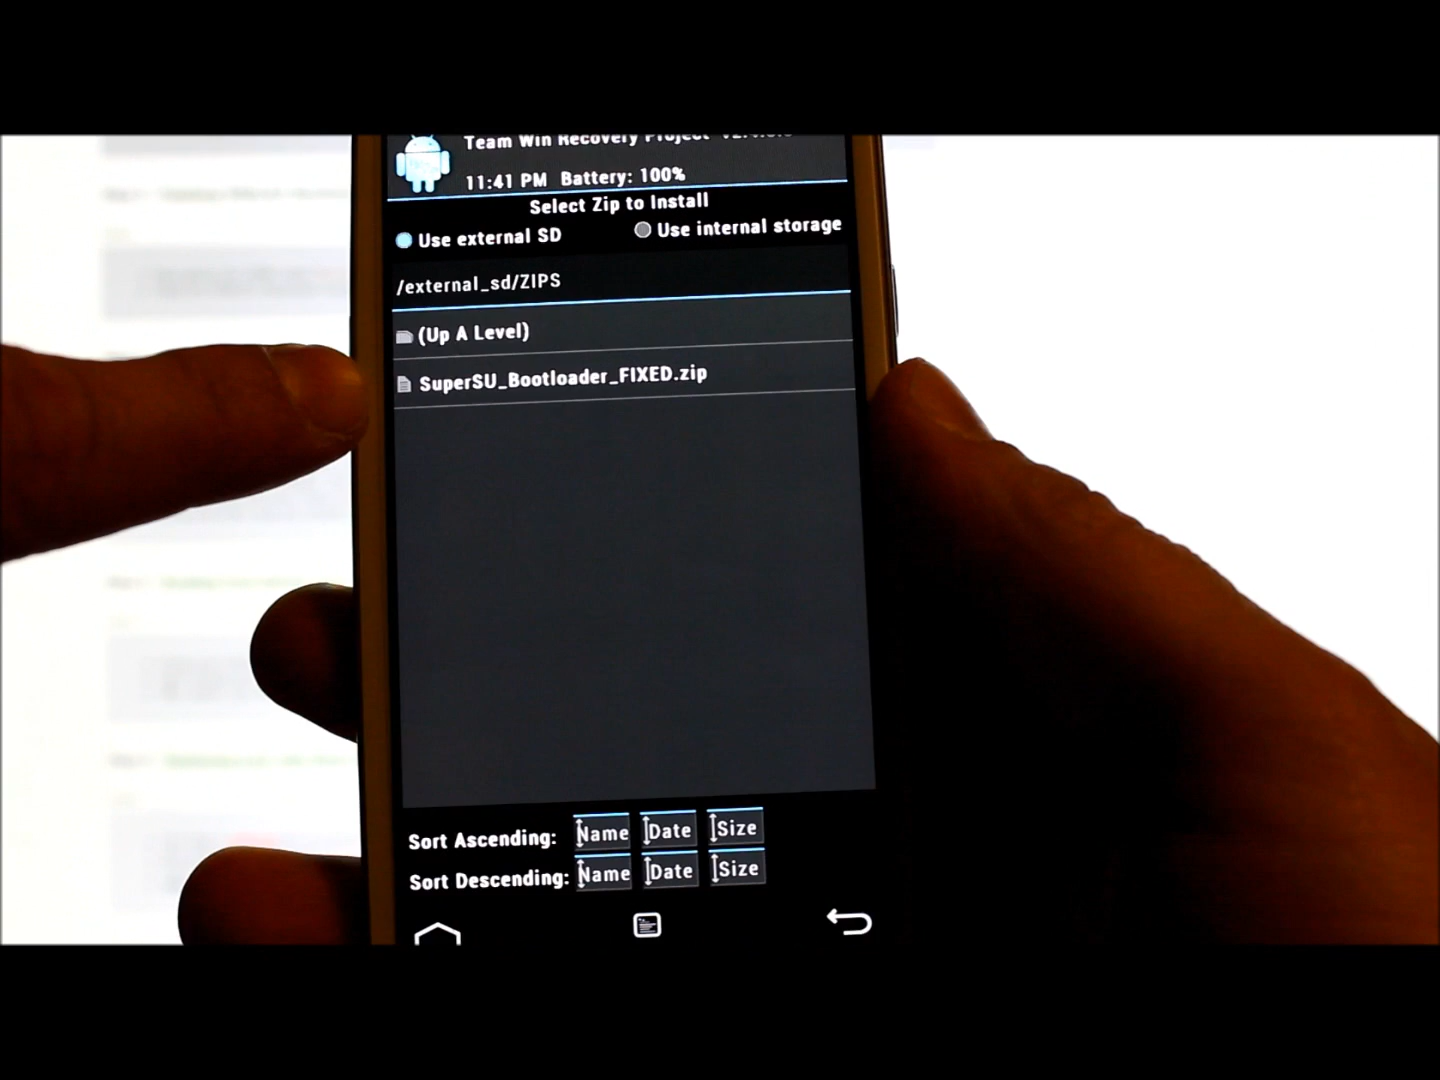 Team Win Recovery Project
11:41 PM Battery: 100%
Select Zip to Install
Use external SD Use internal storage
/external_sd/ZIPS
(Up A Level)
SuperSU_Bootloader_FIXED.zip
Sort Ascending: Name Date Size
Sort Descending: Name Date Size